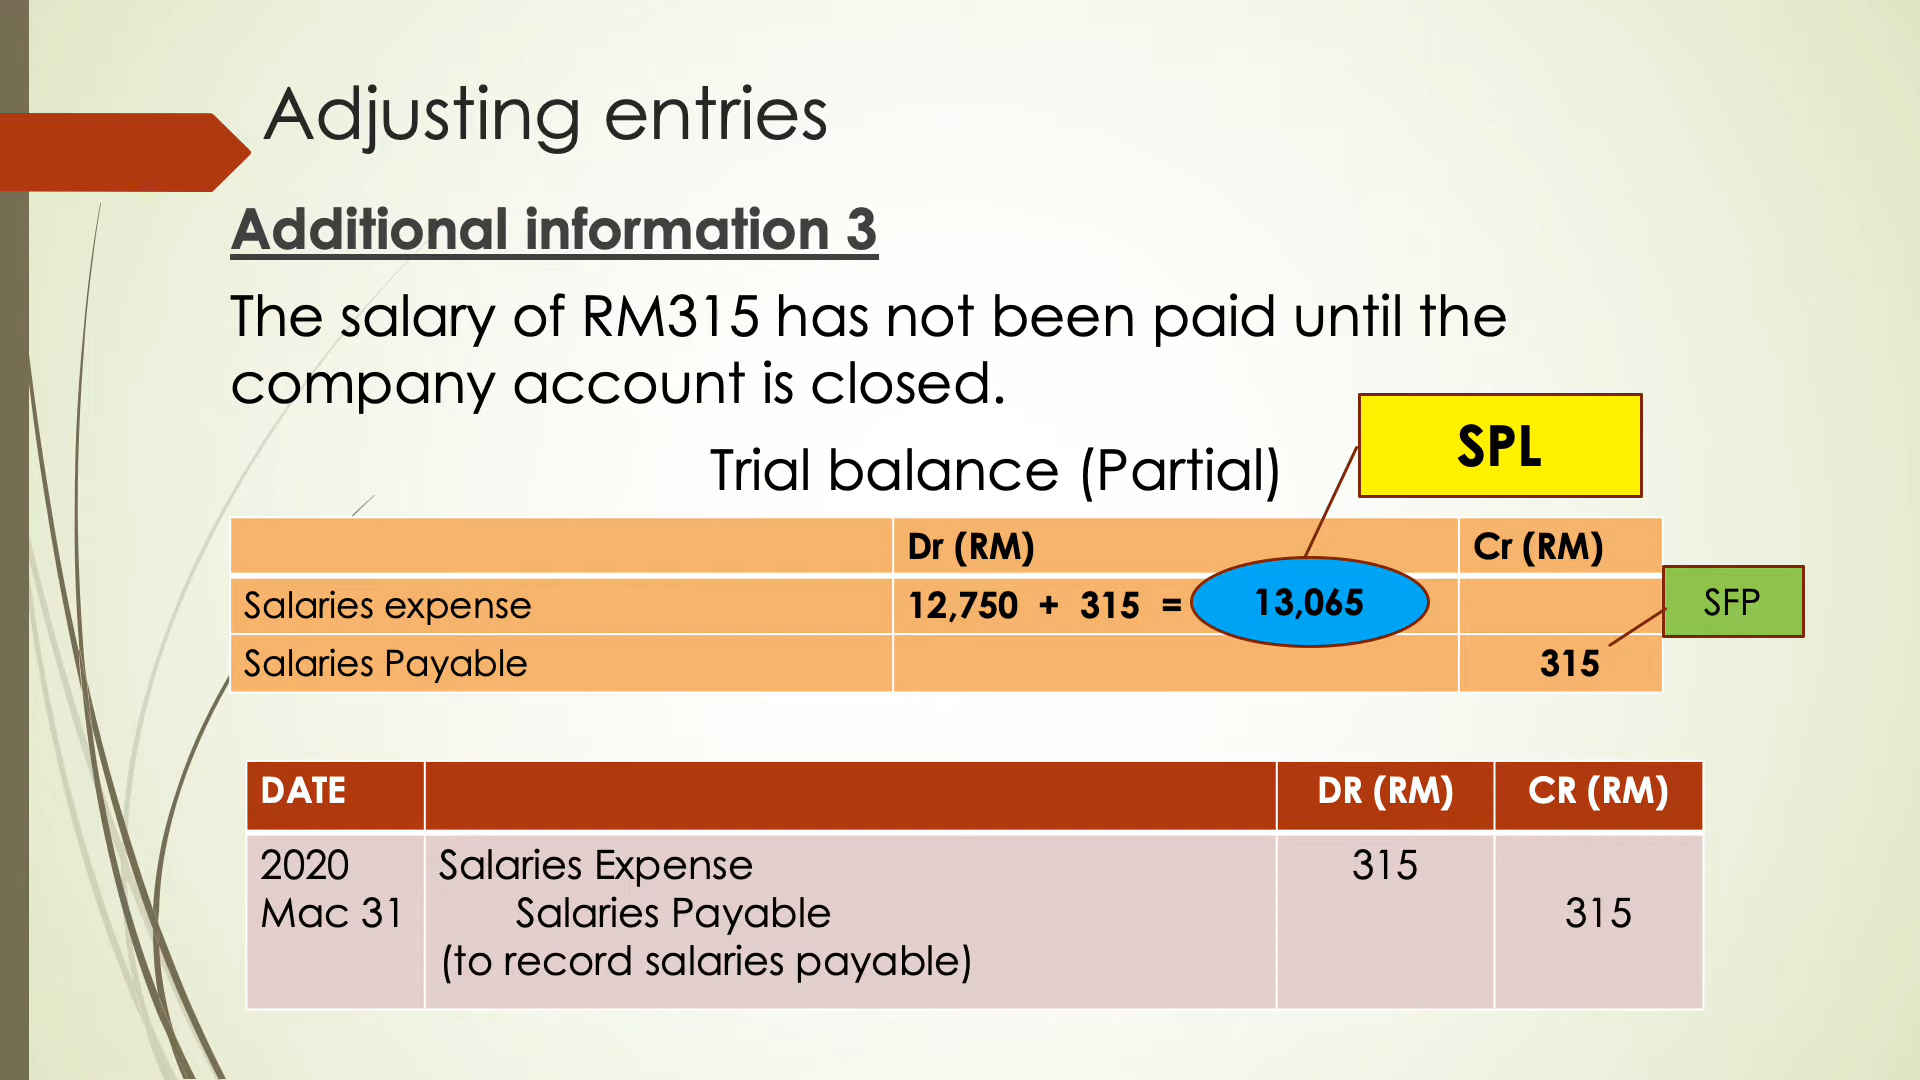 Adjusting entries
Additional information 3
The salary of RM315 has not been paid until the
company account is closed.
SPL
Trial balance (Partial)
Dr (RM) Cr (RM)
Salaries expense 12,750 + 315 = 13,065
SFP
Salaries Payable 315
DATE DR (RM) CR (RM)
2020 Salaries Expense 315
Mac 31 Salaries Payable 315
(to record salaries payable)